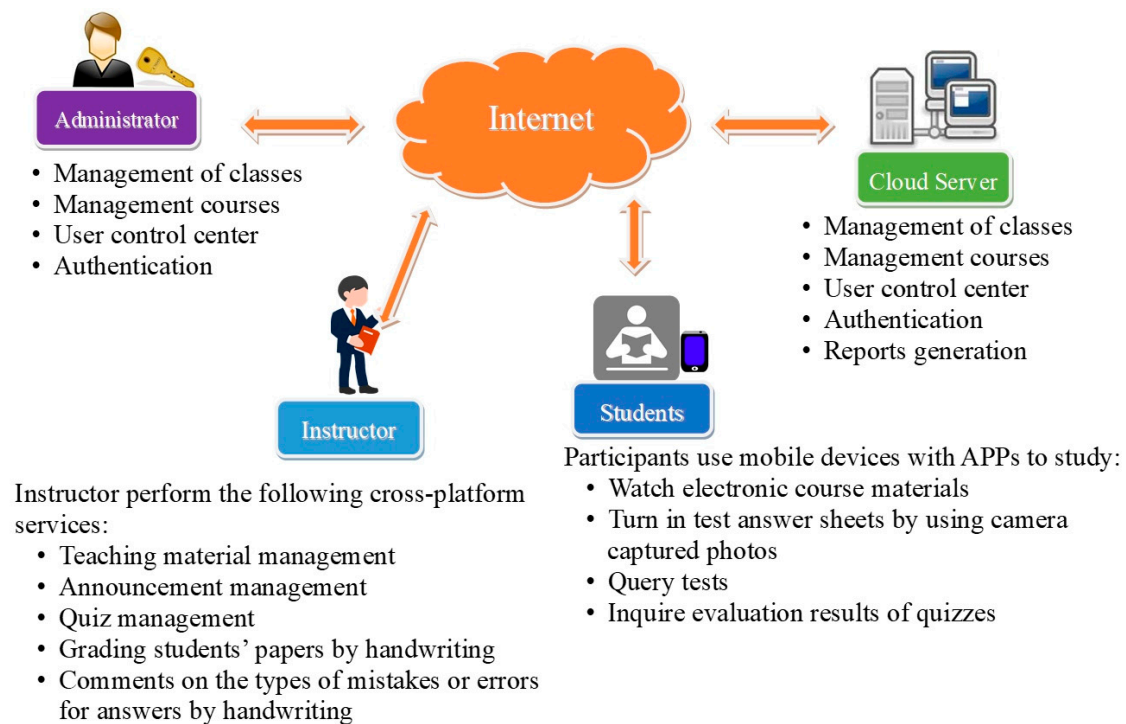 Internet
Administrator
• Management of classes
• Management courses
• User control center
• Authentication
Cloud Server
• Management of classes
• Management courses
• User control center
• Authentication
• Reports generation
Instructor
Instructor perform the following cross-platform
services:
• Teaching material management
• Announcement management
• Quiz management
• Grading students’ papers by handwriting
• Comments on the types of mistakes or errors
for answers by handwriting
Students
Participants use mobile devices with APPs to study:
• Watch electronic course materials
• Turn in test answer sheets by using camera
captured photos
• Query tests
• Inquire evaluation results of quizzes